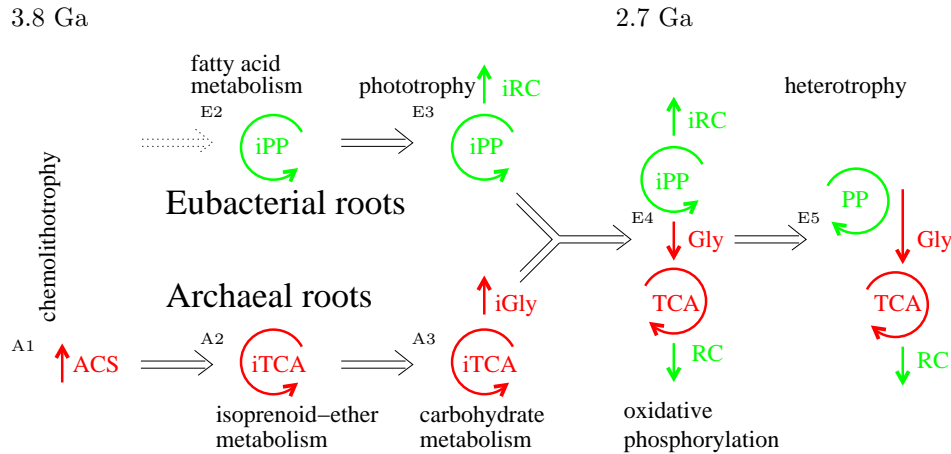 3.8 Ga
2.7 Ga
fatty acid
metabolism
phototrophy
iRC
heterotrophy
E2
E3
iRC
iPP
iPP
iPP
PP
chemolithotrophy
Eubacterial roots
E4
E5
Gly
Gly
Archaeal roots
iGly
TCA
TCA
A1
A2
A3
ACS
iTCA
iTCA
RC
RC
isoprenoid–ether
metabolism
carbohydrate
metabolism
oxidative
phosphorylation